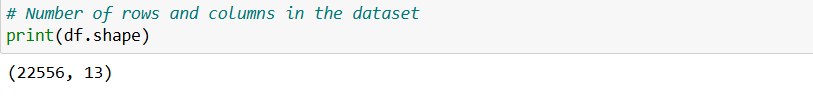 # Number of rows and columns in the dataset
print(df.shape)
(22556, 13)